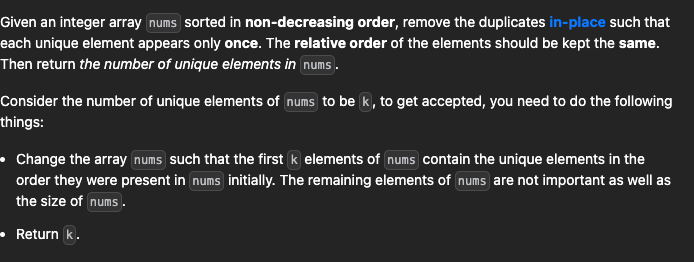 Given an integer array nums sorted in non-decreasing order, remove the duplicates in-place such that
each unique element appears only once. The relative order of the elements should be kept the same.
Then return the number of unique elements in nums.
Consider the number of unique elements of nums to be k, to get accepted, you need to do the following
things:
• Change the array nums such that the first k elements of nums contain the unique elements in the
order they were present in nums initially. The remaining elements of nums are not important as well as
the size of nums.
• Return k.